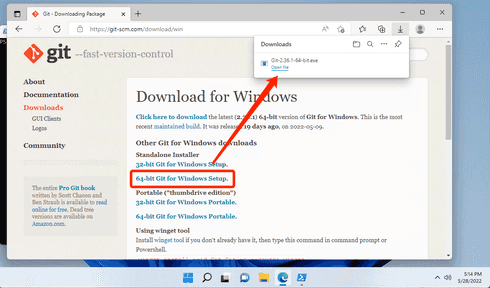 Git - Downloading Package
https://git-scm.com/download/win
Downloads
Git-2.36.1-64-bit.exe
Open file
git --fast-version-control
About
Documentation
Downloads
GUI Clients
Logos
Community
The entire Pro Git book
written by Scott Chacon and
Ben Straub is available to
read online for free. Dead tree
versions are available on
Amazon.com.
Download for Windows
Click here to download the latest (2.36.1) 64-bit version of Git for Windows. This is the most
recent maintained build. It was released 19 days ago, on 2022-05-09.
Other Git for Windows downloads
Standalone Installer
32-bit Git for Windows Setup.
64-bit Git for Windows Setup.
Portable ("thumbdrive edition")
32-bit Git for Windows Portable.
64-bit Git for Windows Portable.
Using winget tool
Install winget tool if you don't already have it, then type this command in command prompt or
Powershell.
5:14 PM
5/28/2022